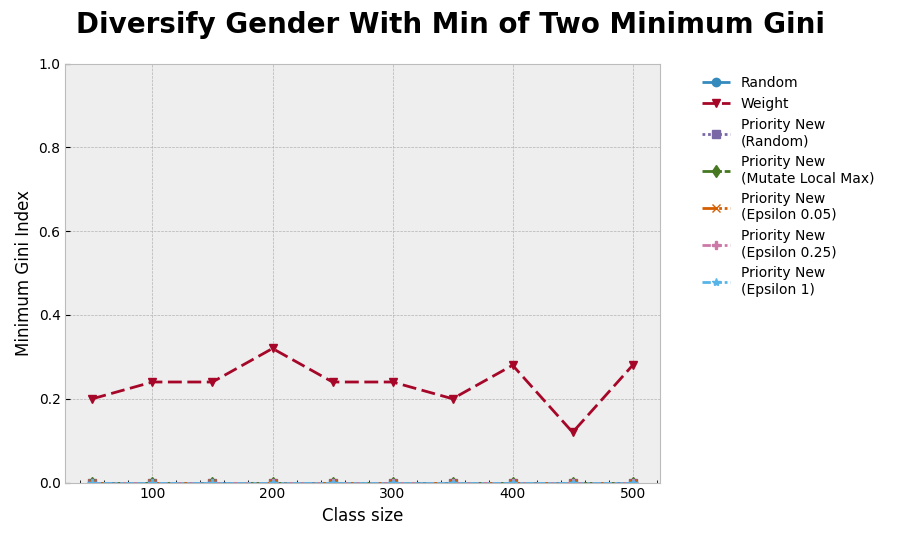 Diversify Gender With Min of Two Minimum Gini
1.0
0.8
0.6
0.4
0.2
0.0
Minimum Gini Index
100
200
300
400
500
Class size
Random
Weight
Priority New
(Random)
Priority New
(Mutate Local Max)
Priority New
(Epsilon 0.05)
Priority New
(Epsilon 0.25)
Priority New
(Epsilon 1)